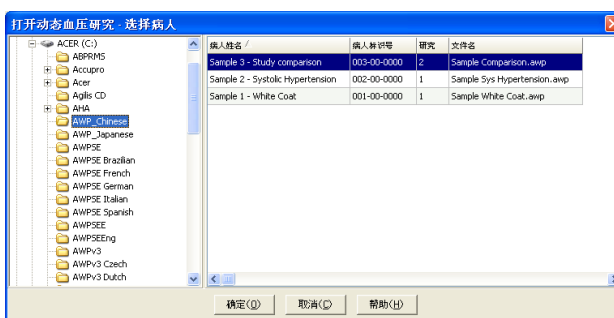 打开动态血压研究 - 选择病人
ACER (C:)
ABPRMS
Accupro
Acer
Agilis CD
AHA
AWP_Chinese
AWP_Japanese
AWPSE
AWPSE Brazilian
AWPSE French
AWPSE German
AWPSE Italian
AWPSE Spanish
AWPSEE
AWPSEEng
AWPv3
AWPv3 Czech
AWPv3 Dutch
病人姓名 / 病人标识号 研究 文件名
Sample 3 - Study comparison 003-00-0000 2 Sample Comparison.awp
Sample 2 - Systolic Hypertension 002-00-0000 1 Sample Sys Hypertension.awp
Sample 1 - White Coat 001-00-0000 1 Sample White Coat.awp
确定(O) 取消(C) 帮助(H)